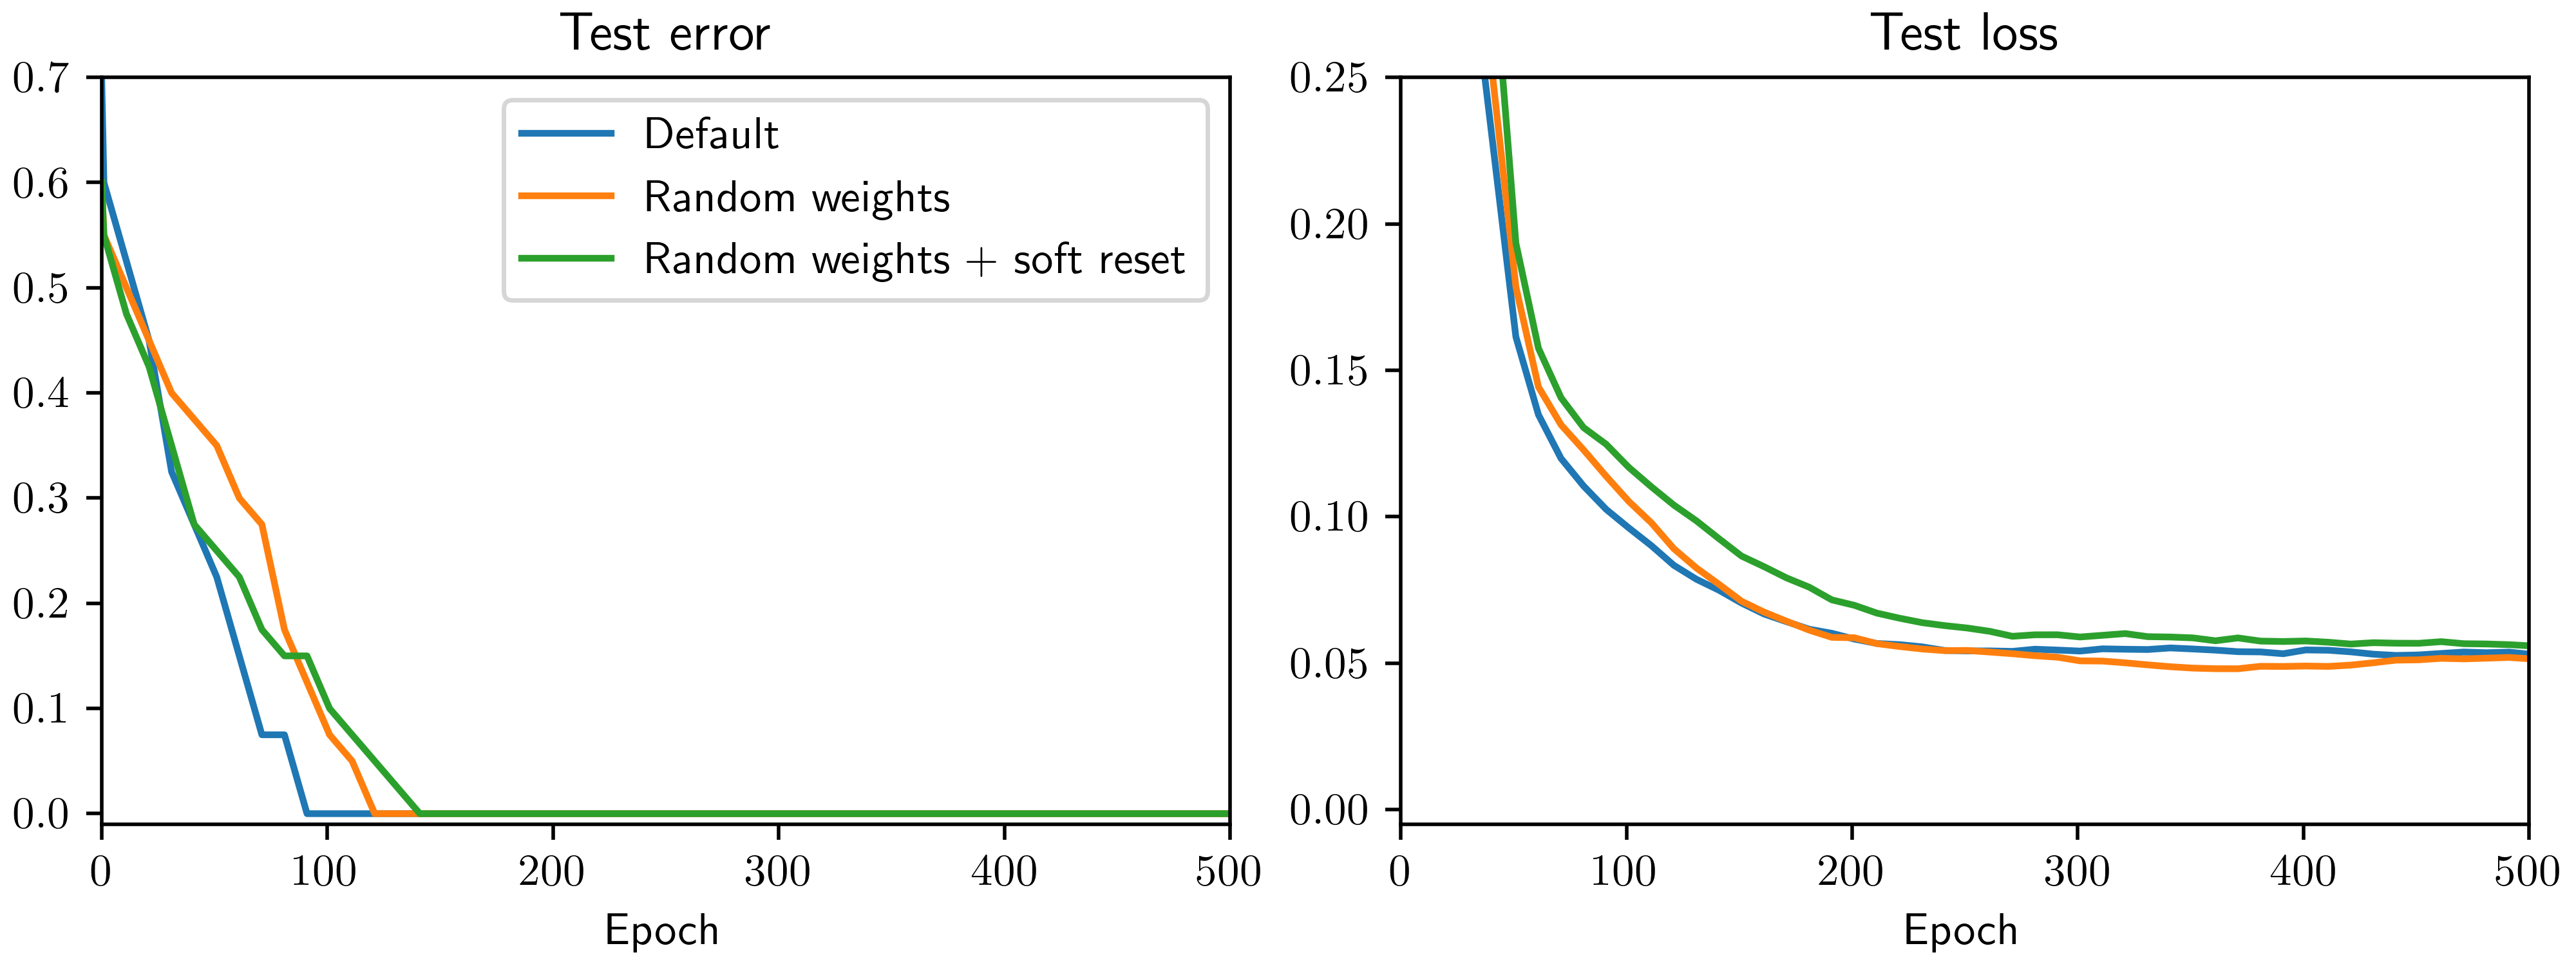 Test error
0.7
0.6
0.5
0.4
0.3
0.2
0.1
0.0
Default
Random weights
Random weights + soft reset
0 100 200 300 400 500
Epoch
Test loss
0.25
0.20
0.15
0.10
0.05
0.00
0 100 200 300 400 500
Epoch